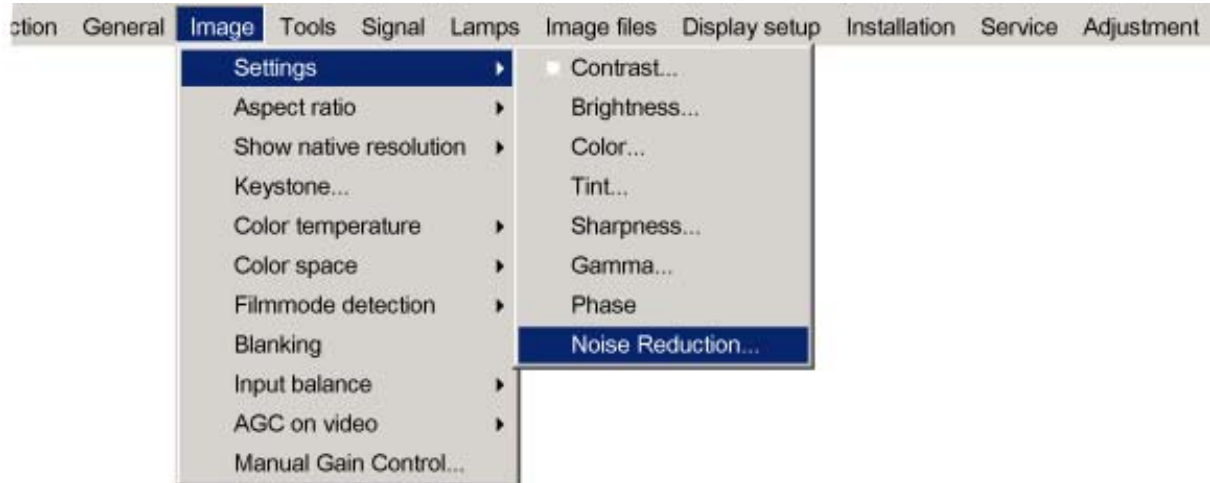 ction General Image Tools Signal Lamps Image files Display setup Installation Service Adjustment
Settings
Aspect ratio
Show native resolution
Keystone...
Color temperature
Color space
Filmmode detection
Blanking
Input balance
AGC on video
Manual Gain Control...
Contrast...
Brightness...
Color...
Tint...
Sharpness...
Gamma...
Phase
Noise Reduction...